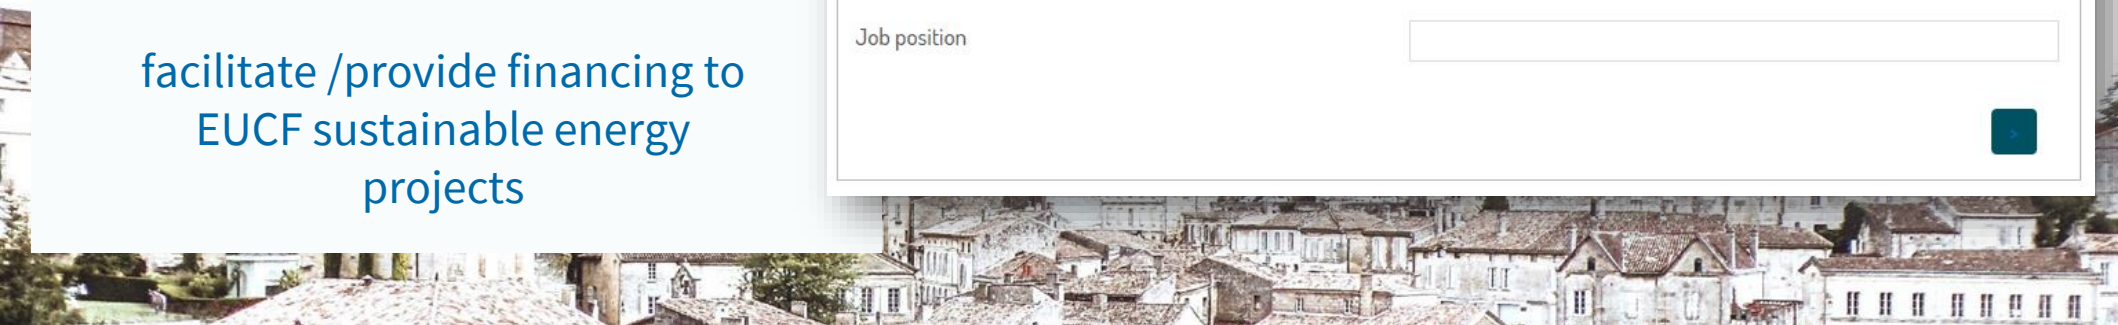 facilitate /provide financing to
EUCF sustainable energy
projects
Job position
>